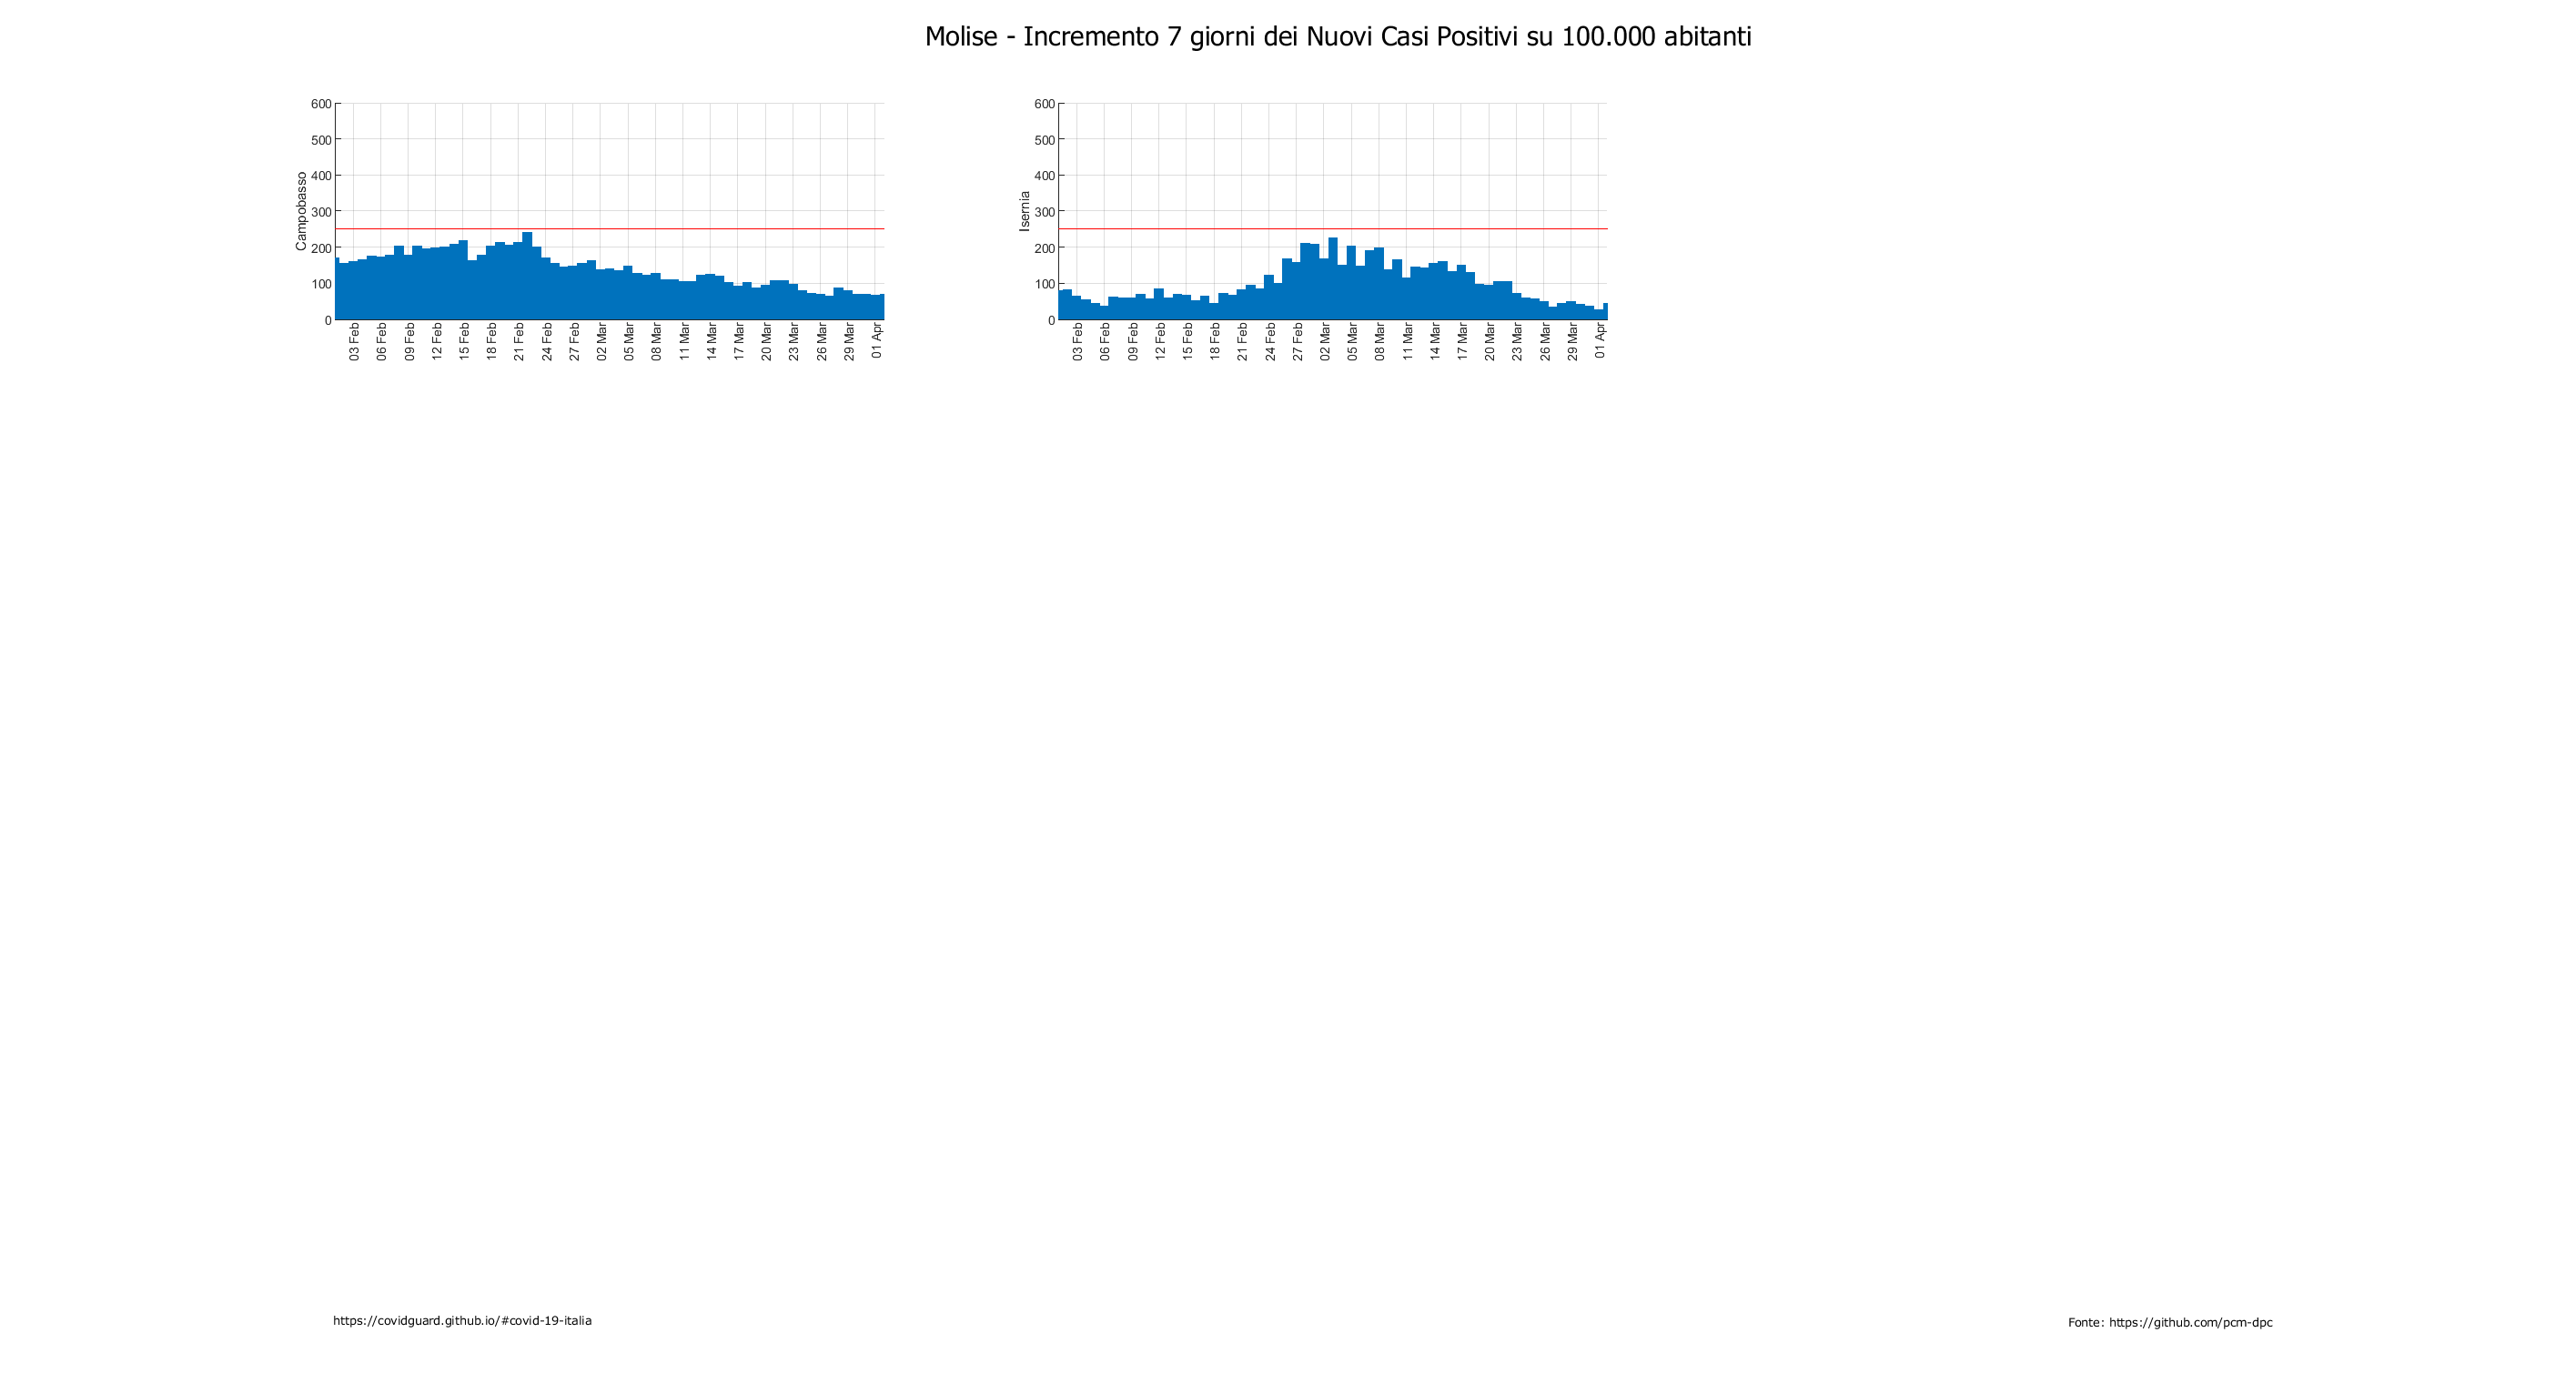 Molise - Incremento 7 giorni dei Nuovi Casi Positivi su 100.000 abitanti
Campobasso
600
500
400
300
200
100
0
03 Feb
06 Feb
09 Feb
12 Feb
15 Feb
18 Feb
21 Feb
24 Feb
27 Feb
02 Mar
05 Mar
08 Mar
11 Mar
14 Mar
17 Mar
20 Mar
23 Mar
26 Mar
29 Mar
01 Apr
Isernia
600
500
400
300
200
100
0
03 Feb
06 Feb
09 Feb
12 Feb
15 Feb
18 Feb
21 Feb
24 Feb
27 Feb
02 Mar
05 Mar
08 Mar
11 Mar
14 Mar
17 Mar
20 Mar
23 Mar
26 Mar
29 Mar
01 Apr
https://covidguard.github.io/#covid-19-italia
Fonte: https://github.com/pcm-dpc